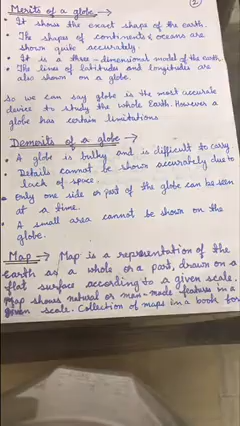 ②
Merits of a globe →
• It shows the exact shape of the earth.
• The shapes of continents & oceans are
shown quite accurately.
• It is a three-dimensional model of the earth
• The lines of latitudes and longitudes are
also shown on a globe.
So we can say globe is the most accurate
device to study the whole Earth. However a
globe has certain limitations
Demerits of a globe →
• A globe is bulky and is difficult to carry
• Details cannot be shown accurately due to
lack of space.
• Only one side or part of the globe can be seen
at a time.
• A small area cannot be shown on the
globe.
Map → Map is a representation of the
Earth as a whole or a part, drawn on a
flat surface according to a given scale.
Map shows natural or man made features in a
given scale. Collection of maps in a book for